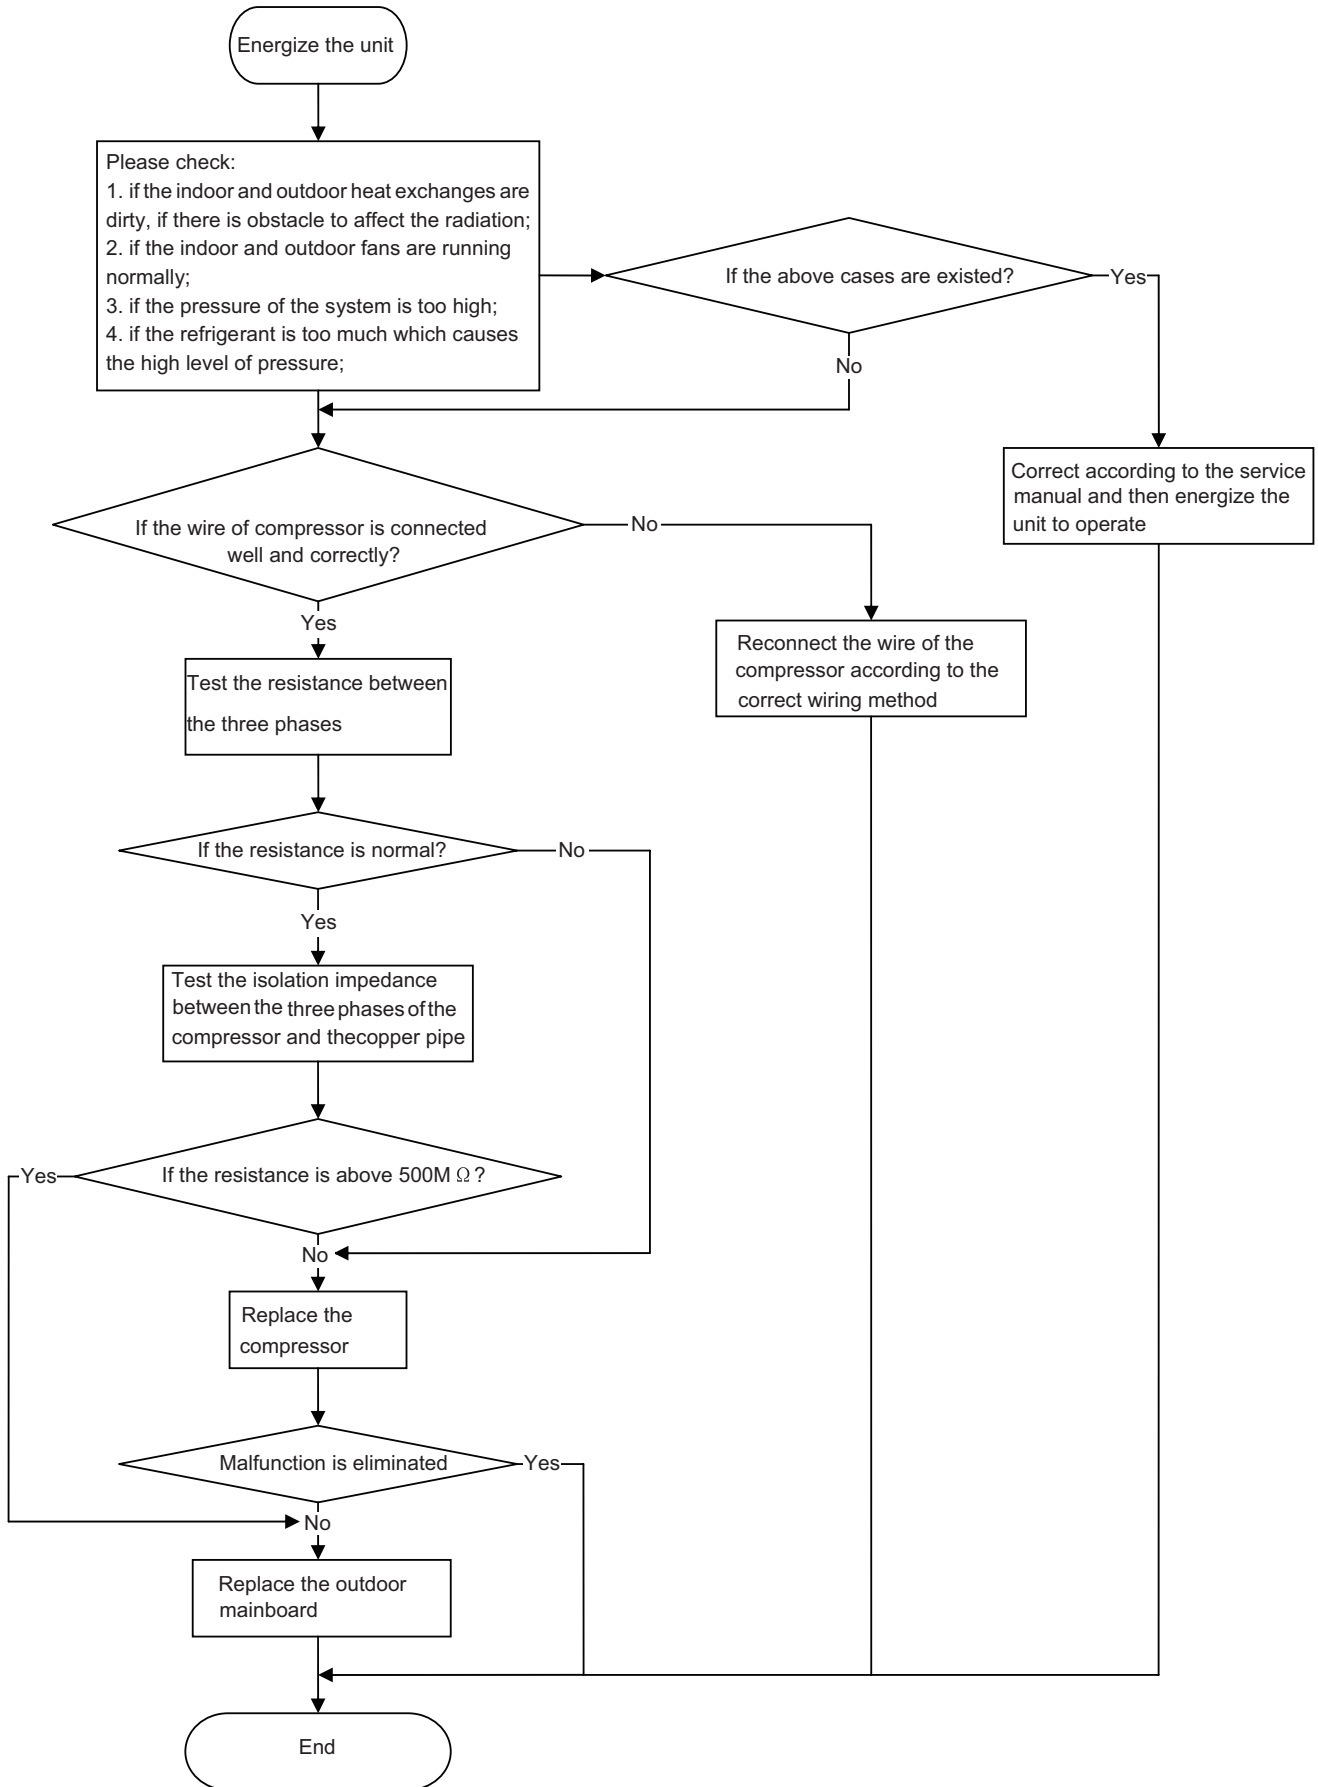 Energize the unit
Please check:
1. if the indoor and outdoor heat exchanges are
dirty, if there is obstacle to affect the radiation;
2. if the indoor and outdoor fans are running
normally;
3. if the pressure of the system is too high;
4. if the refrigerant is too much which causes
the high level of pressure;
If the above cases are existed?
Yes
No
Correct according to the service
manual and then energize the
unit to operate
If the wire of compressor is connected
well and correctly?
No
Yes
Reconnect the wire of the
compressor according to the
correct wiring method
Test the resistance between
the three phases
If the resistance is normal?
No
Yes
Test the isolation impedance
between the three phases of the
compressor and thecopper pipe
If the resistance is above 500M Ω ?
Yes
No
Replace the
compressor
Malfunction is eliminated
Yes
No
Replace the outdoor
mainboard
End